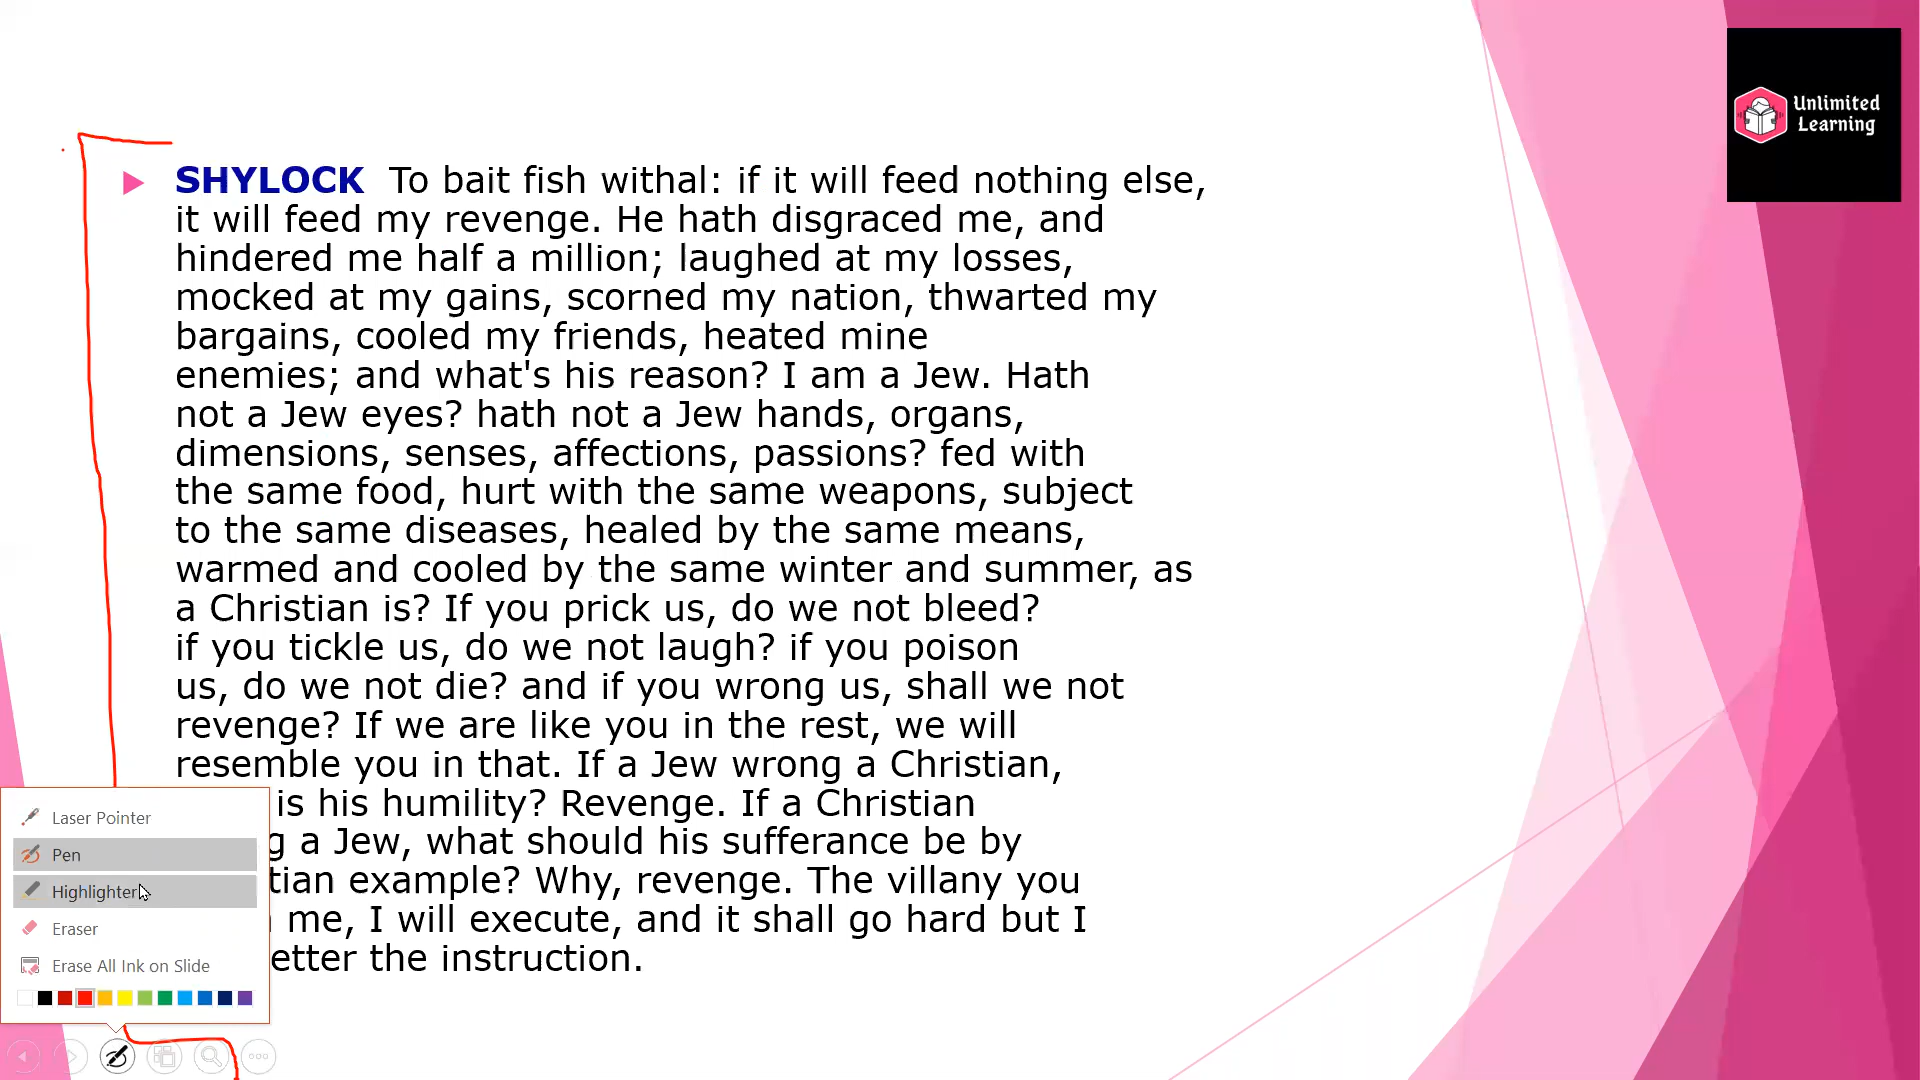 Unlimited
Learning
SHYLOCK To bait fish withal: if it will feed nothing else,
it will feed my revenge. He hath disgraced me, and
hindered me half a million; laughed at my losses,
mocked at my gains, scorned my nation, thwarted my
bargains, cooled my friends, heated mine
enemies; and what's his reason? I am a Jew. Hath
not a Jew eyes? hath not a Jew hands, organs,
dimensions, senses, affections, passions? fed with
the same food, hurt with the same weapons, subject
to the same diseases, healed by the same means,
warmed and cooled by the same winter and summer, as
a Christian is? If you prick us, do we not bleed?
if you tickle us, do we not laugh? if you poison
us, do we not die? and if you wrong us, shall we not
revenge? If we are like you in the rest, we will
resemble you in that. If a Jew wrong a Christian,
is his humility? Revenge. If a Christian
a Jew, what should his sufferance be by
example? Why, revenge. The villany you
me, I will execute, and it shall go hard but I
the instruction.
Laser Pointer
Pen
Highlighter
Eraser
Erase All Ink on Slide